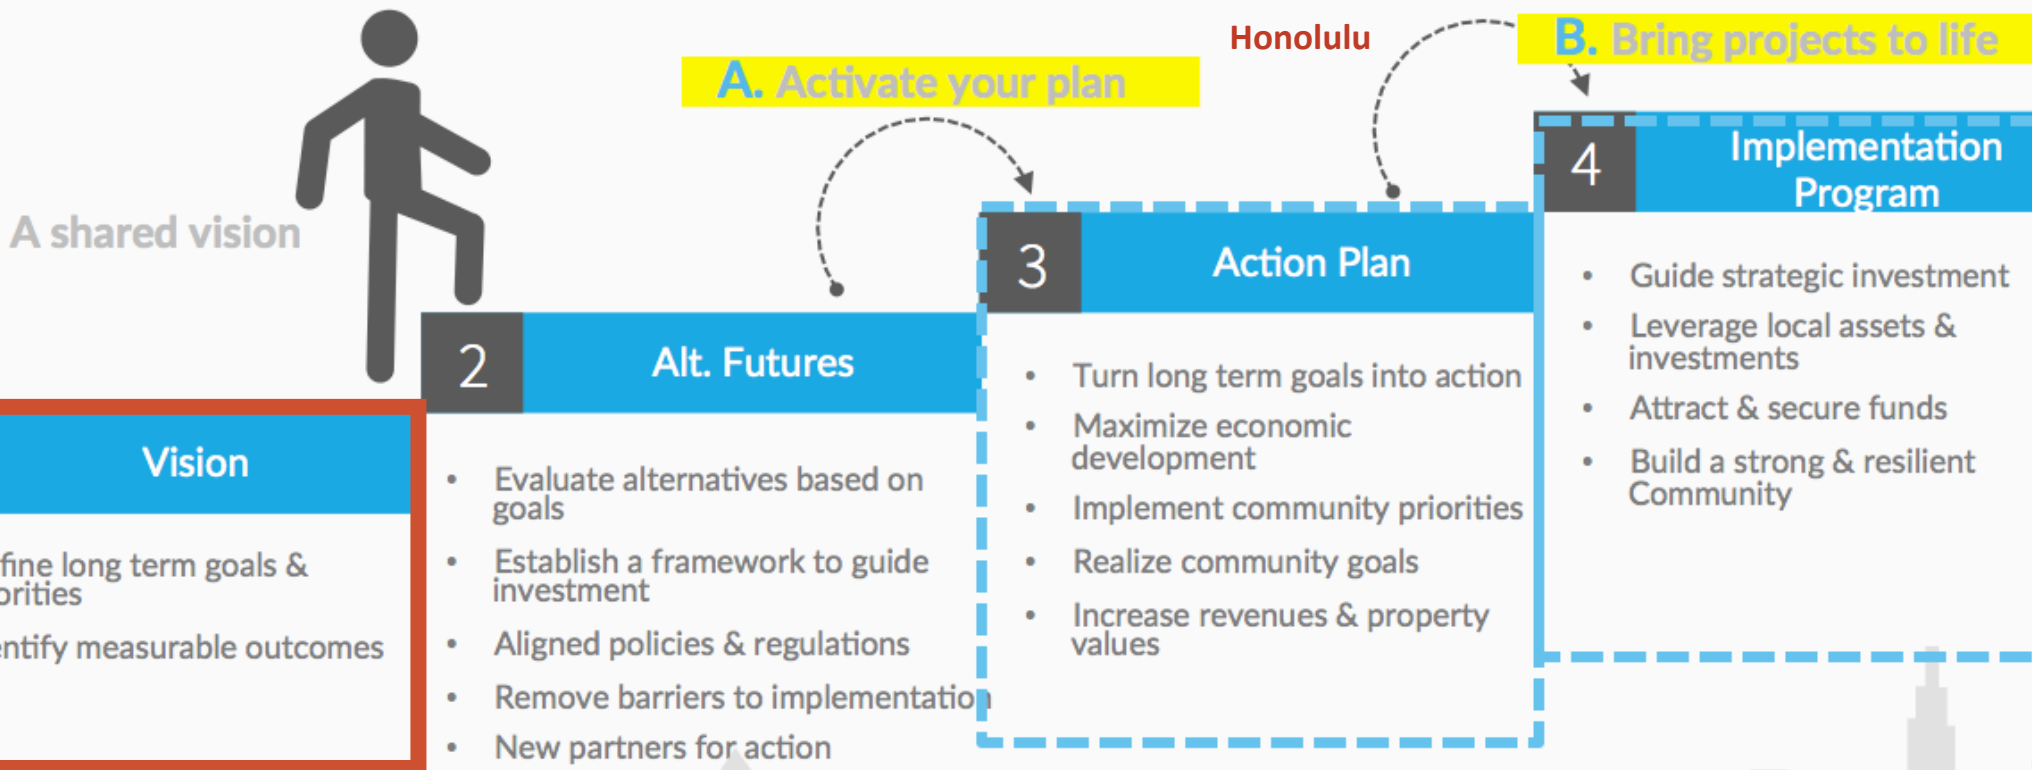 Honolulu
B. Bring projects to life
A. Activate your plan
A shared vision
4
Implementation
Program
3
Action Plan
2
Alt. Futures
Vision
fine long term goals &
orities
entify measurable outcomes
• Evaluate alternatives based on
goals
• Establish a framework to guide
investment
• Aligned policies & regulations
• Remove barriers to implementation
• New partners for action
• Turn long term goals into action
• Maximize economic
development
• Implement community priorities
• Realize community goals
• Increase revenues & property
values
• Guide strategic investment
• Leverage local assets &
investments
• Attract & secure funds
• Build a strong & resilient
Community